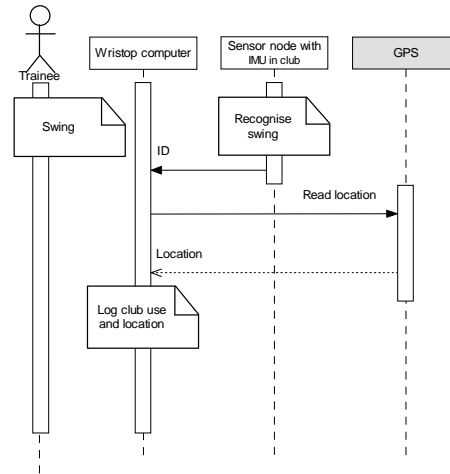 Trainee
Wristop computer
Sensor node with
IMU in club
GPS
Swing
Recognise
swing
ID
Read location
Location
Log club use
and location